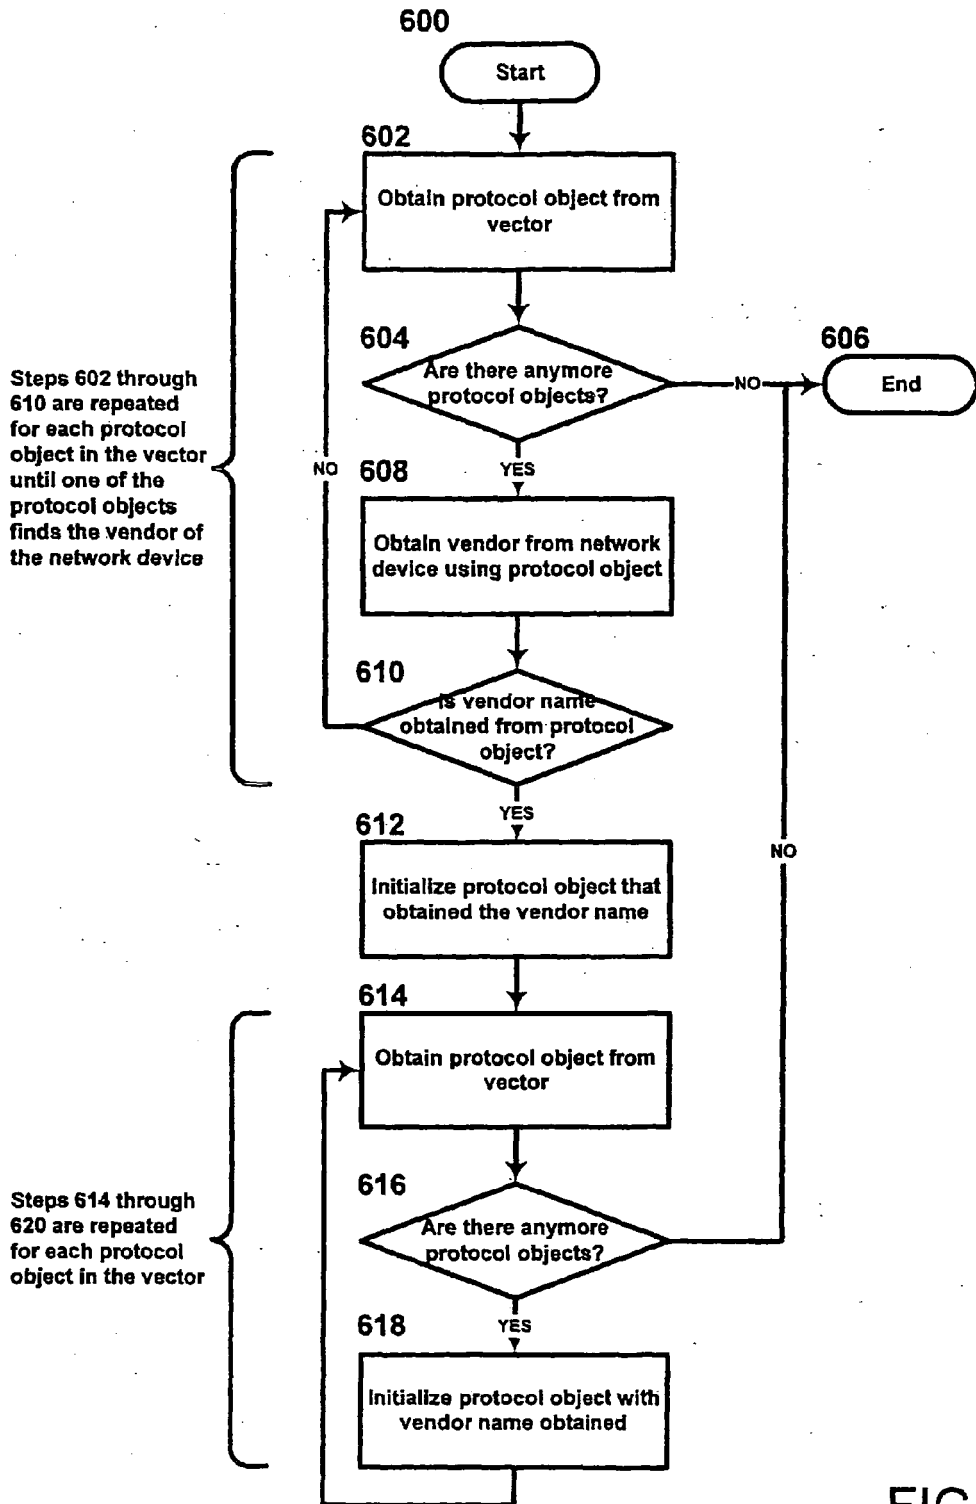 600
Start
602
Obtain protocol object from
vector
604
Are there anymore
protocol objects?
NO
606
End
Steps 602 through
610 are repeated
for each protocol
object in the vector
until one of the
protocol objects
finds the vendor of
the network device
NO
YES
608
Obtain vendor from network
device using protocol object
610
Is vendor name
obtained from protocol
object?
YES
612
Initialize protocol object that
obtained the vendor name
NO
614
Obtain protocol object from
vector
616
Are there anymore
protocol objects?
Steps 614 through
620 are repeated
for each protocol
object in the vector
YES
618
Initialize protocol object with
vendor name obtained
FIG